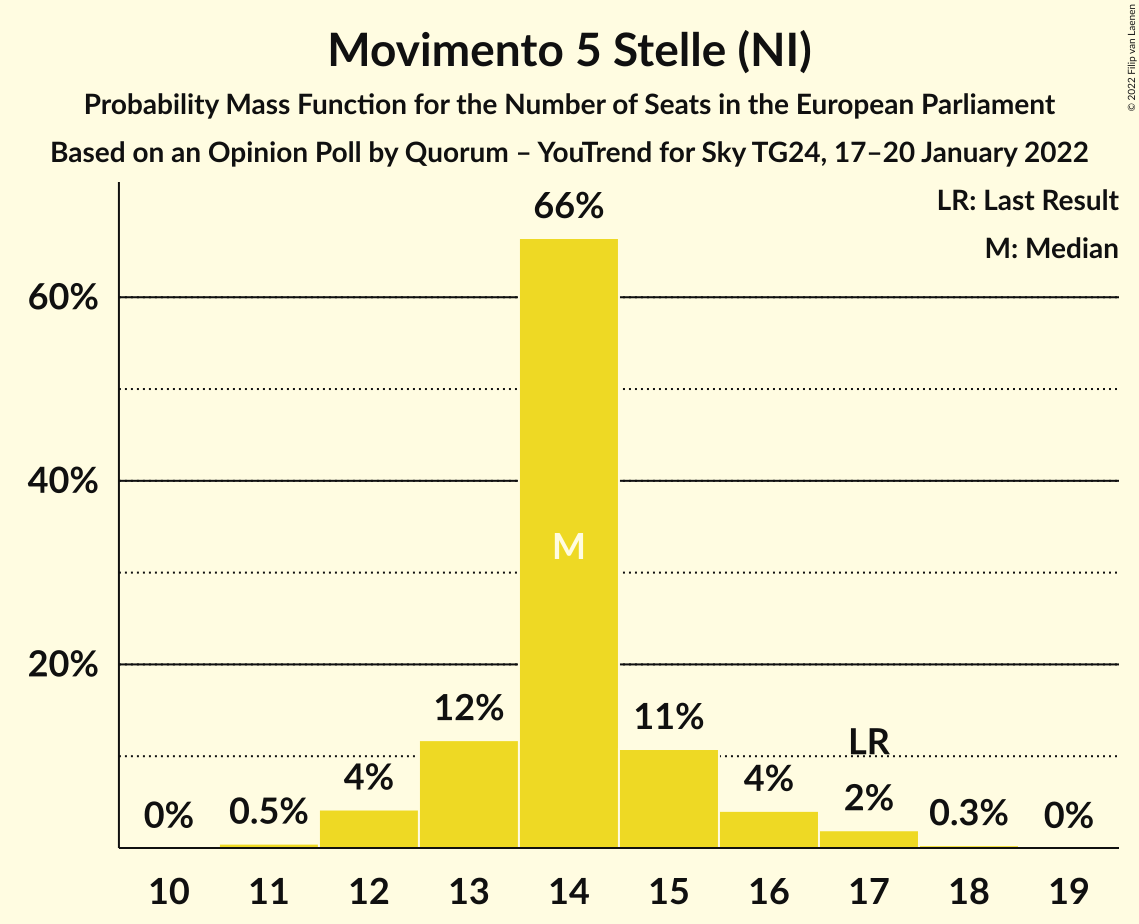 Movimento 5 Stelle (NI)
Probability Mass Function for the Number of Seats in the European Parliament
Based on an Opinion Poll by Quorum – YouTrend for Sky TG24, 17–20 January 2022
© 2022 Filip van Laenen
LR: Last Result
M: Median
66%
60%
40%
M
20%
12%
11%
LR
4%
4%
2%
0%
0.5%
0.3%
0%
10 11 12 13 14 15 16 17 18 19